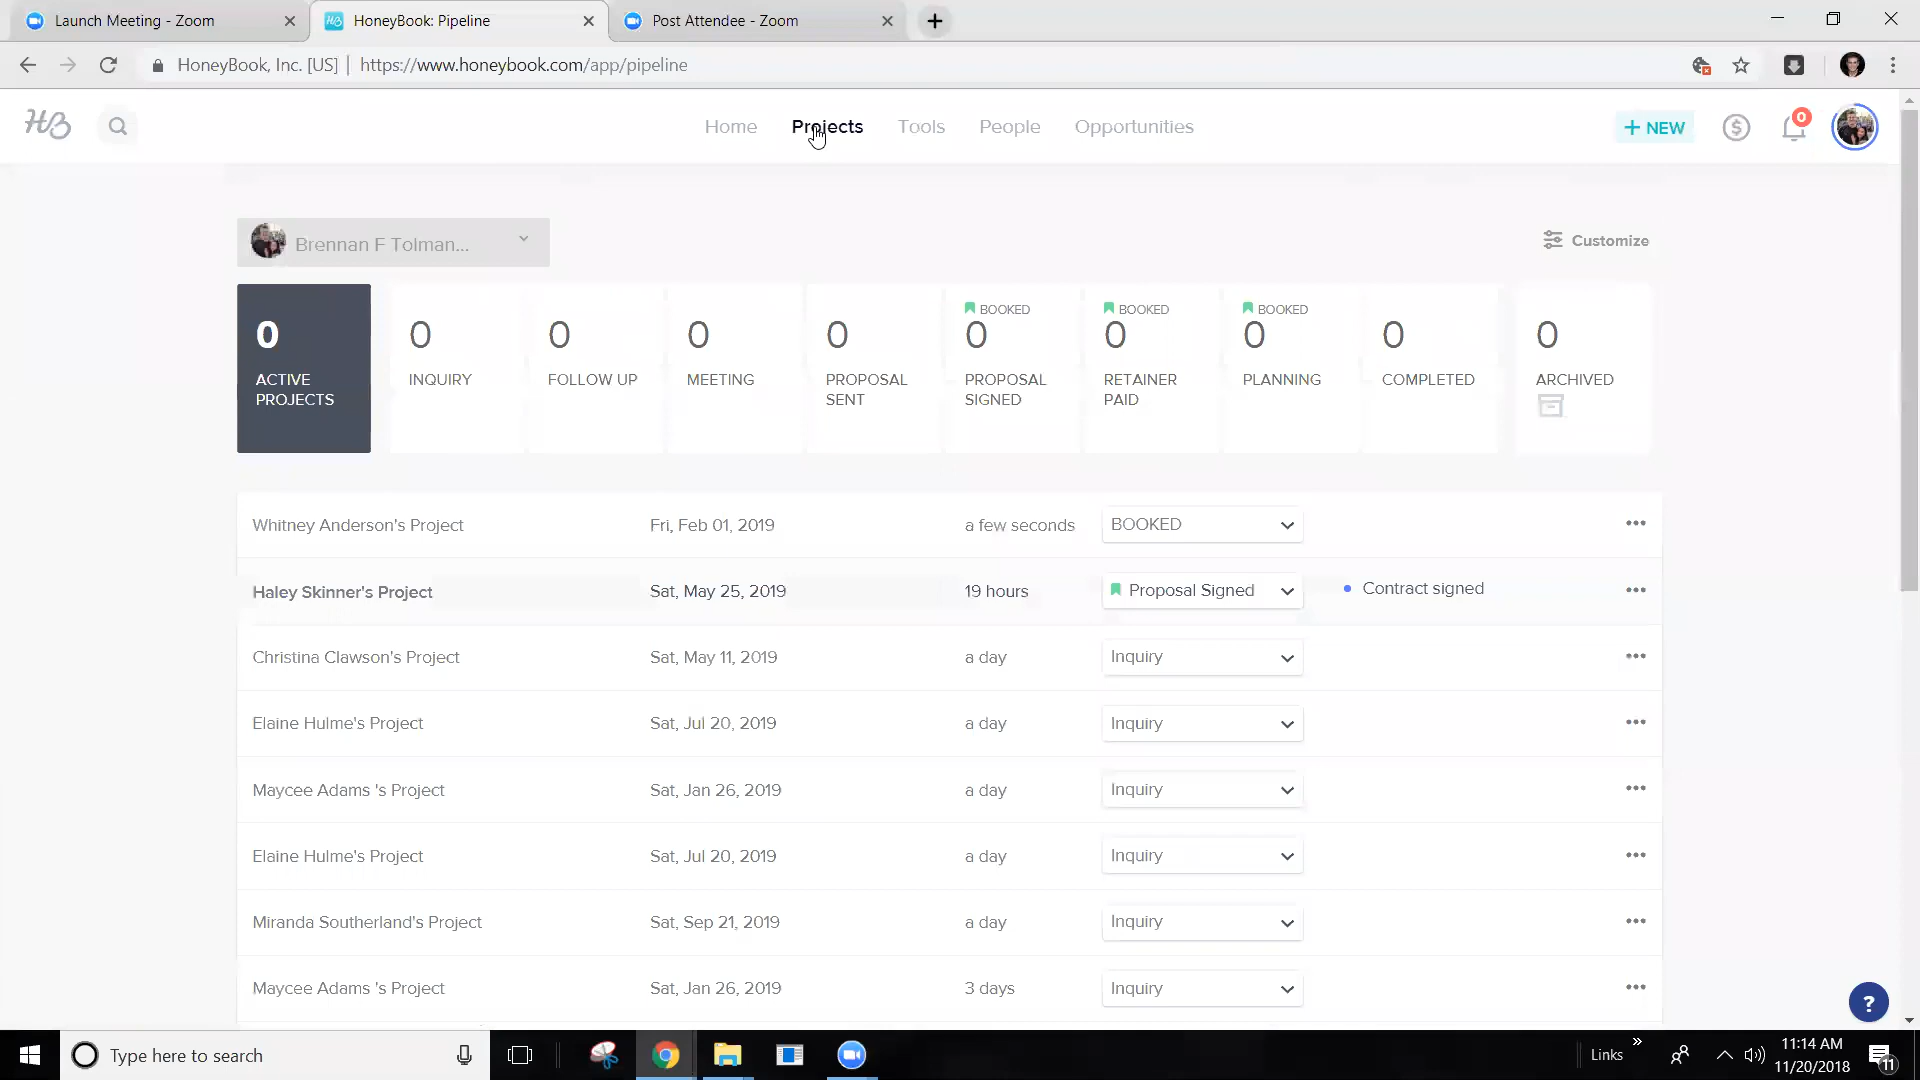 Launch Meeting - Zoom
HoneyBook: Pipeline
Post Attendee - Zoom
HoneyBook, Inc. [US] | https://www.honeybook.com/app/pipeline
HB
Home
Projects
Tools
People
Opportunities
+ NEW
$
0
Brennan F Tolman...
Customize
0
ACTIVE
PROJECTS
0
INQUIRY
0
FOLLOW UP
0
MEETING
0
PROPOSAL
SENT
BOOKED
0
PROPOSAL
SIGNED
BOOKED
0
RETAINER
PAID
BOOKED
0
PLANNING
0
COMPLETED
0
ARCHIVED
Whitney Anderson's Project Fri, Feb 01, 2019 a few seconds BOOKED
Haley Skinner's Project Sat, May 25, 2019 19 hours Proposal Signed Contract signed
Christina Clawson's Project Sat, May 11, 2019 a day Inquiry
Elaine Hulme's Project Sat, Jul 20, 2019 a day Inquiry
Maycee Adams 's Project Sat, Jan 26, 2019 a day Inquiry
Elaine Hulme's Project Sat, Jul 20, 2019 a day Inquiry
Miranda Southerland's Project Sat, Sep 21, 2019 a day Inquiry
Maycee Adams 's Project Sat, Jan 26, 2019 3 days Inquiry
?
Type here to search
Links
11:14 AM
11/20/2018
11